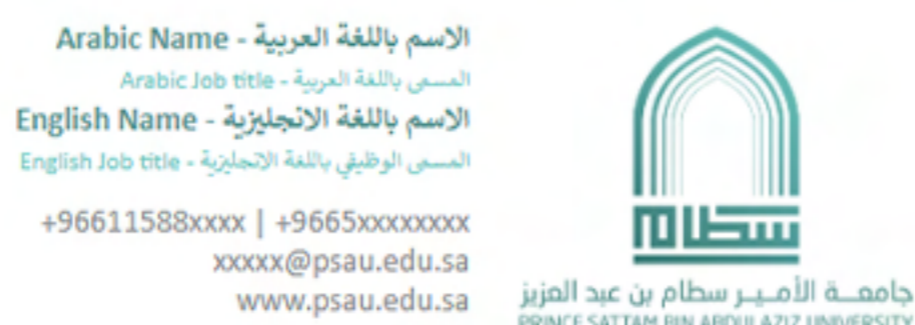 الاسم باللغة العربية - Arabic Name
المسمى باللغة العربية - Arabic Job title
الاسم باللغة الانجليزية - English Name
المسمى الوظيفي باللغة الانجليزية - English Job title
+96611588xxxx | +9665xxxxxxxx
xxxxx@psau.edu.sa
www.psau.edu.sa
سطام
جامعة الأمير سطام بن عبد العزيز
PRINCE SATTAM BIN ABDULAZIZ UNIVERSITY